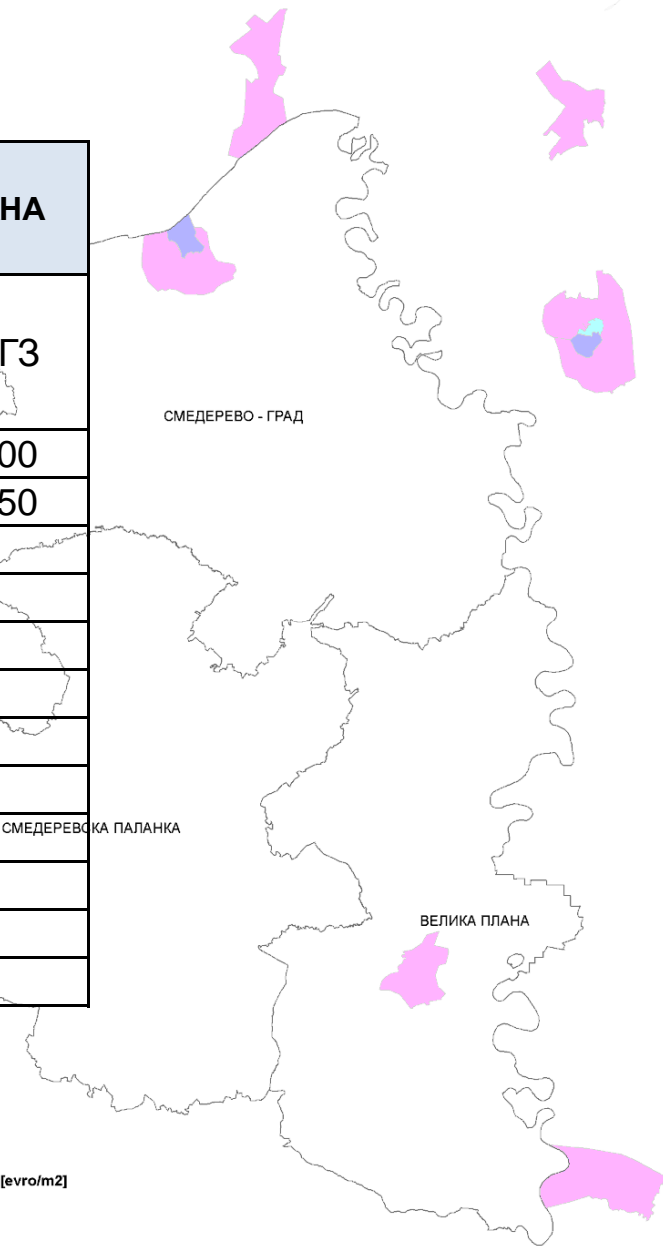 НА
ГЗ
00
50
СМЕДЕРЕВО - ГРАД
СМЕДЕРЕВСКА ПАЛАНКА
ВЕЛИКА ПЛАНА
[evro/m2]